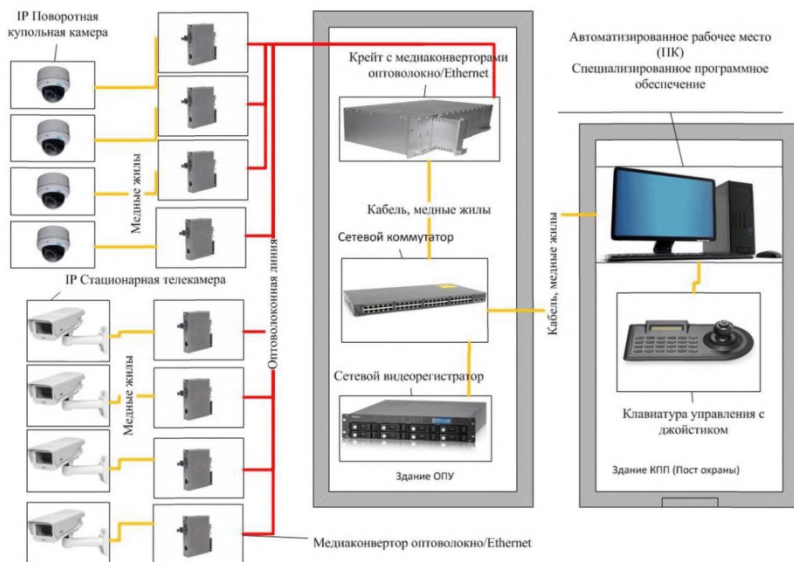 IP Поворотная
купольная камера
Медные жилы
IP Стационарная телекамера
Медные жилы
Оптоволоконная линия
Медиаконвертор оптоволокно/Ethernet
Крейт с медиаконверторами
оптоволокно/Ethernet
Кабель, медные жилы
Сетевой коммутатор
Сетевой видеорегистратор
Здание ОПУ
Кабель, медные жилы
Автоматизированное рабочее место
(ПК)
Специализированное программное
обеспечение
Клавиатура управления с
джойстиком
Здание КПП (Пост охраны)